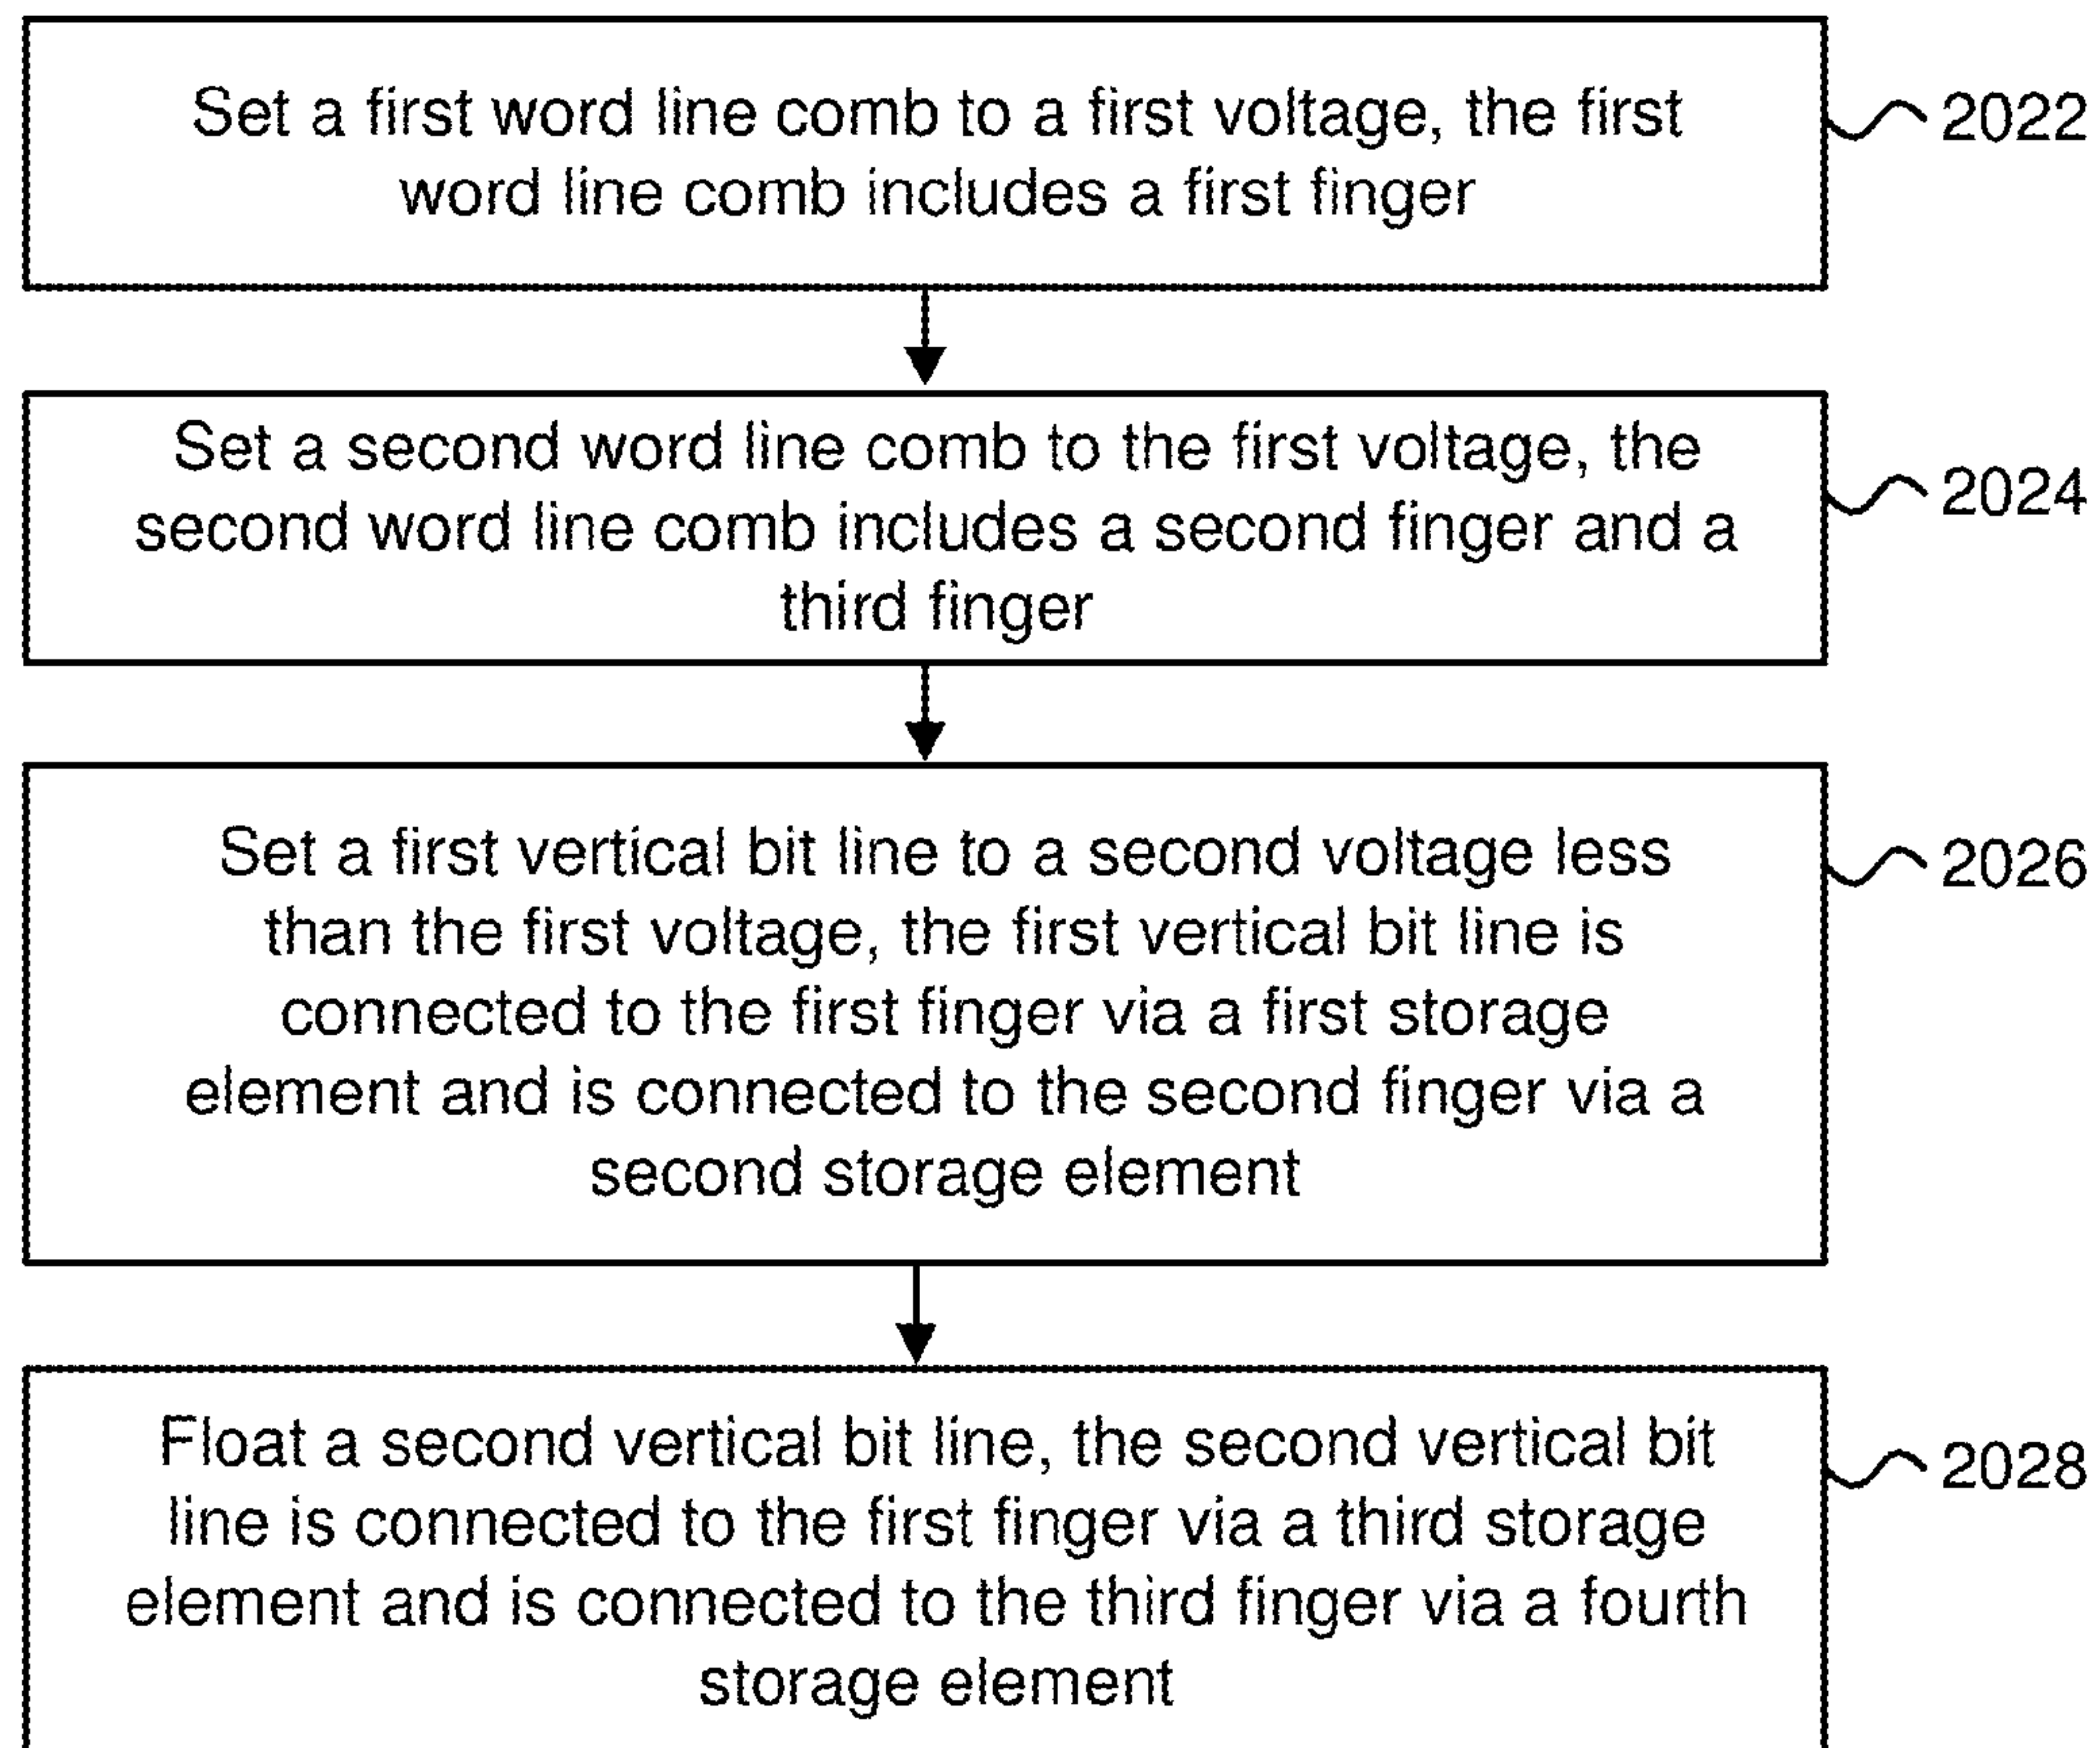 Set a first word line comb to a first voltage, the first
word line comb includes a first finger
2022
Set a second word line comb to the first voltage, the
second word line comb includes a second finger and a
third finger
2024
Set a first vertical bit line to a second voltage less
than the first voltage, the first vertical bit line is
connected to the first finger via a first storage
element and is connected to the second finger via a
second storage element
2026
Float a second vertical bit line, the second vertical bit
line is connected to the first finger via a third storage
element and is connected to the third finger via a fourth
storage element
2028